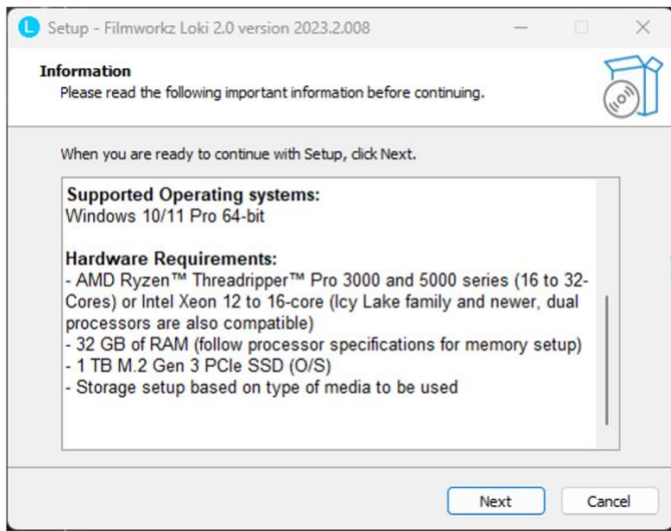 L Setup - Filmworkz Loki 2.0 version 2023.2.008
Information
Please read the following important information before continuing.
When you are ready to continue with Setup, click Next.
Supported Operating systems:
Windows 10/11 Pro 64-bit
Hardware Requirements:
- AMD Ryzen™ Threadripper™ Pro 3000 and 5000 series (16 to 32-
Cores) or Intel Xeon 12 to 16-core (Icy Lake family and newer, dual
processors are also compatible)
- 32 GB of RAM (follow processor specifications for memory setup)
- 1 TB M.2 Gen 3 PCIe SSD (O/S)
- Storage setup based on type of media to be used
Next Cancel